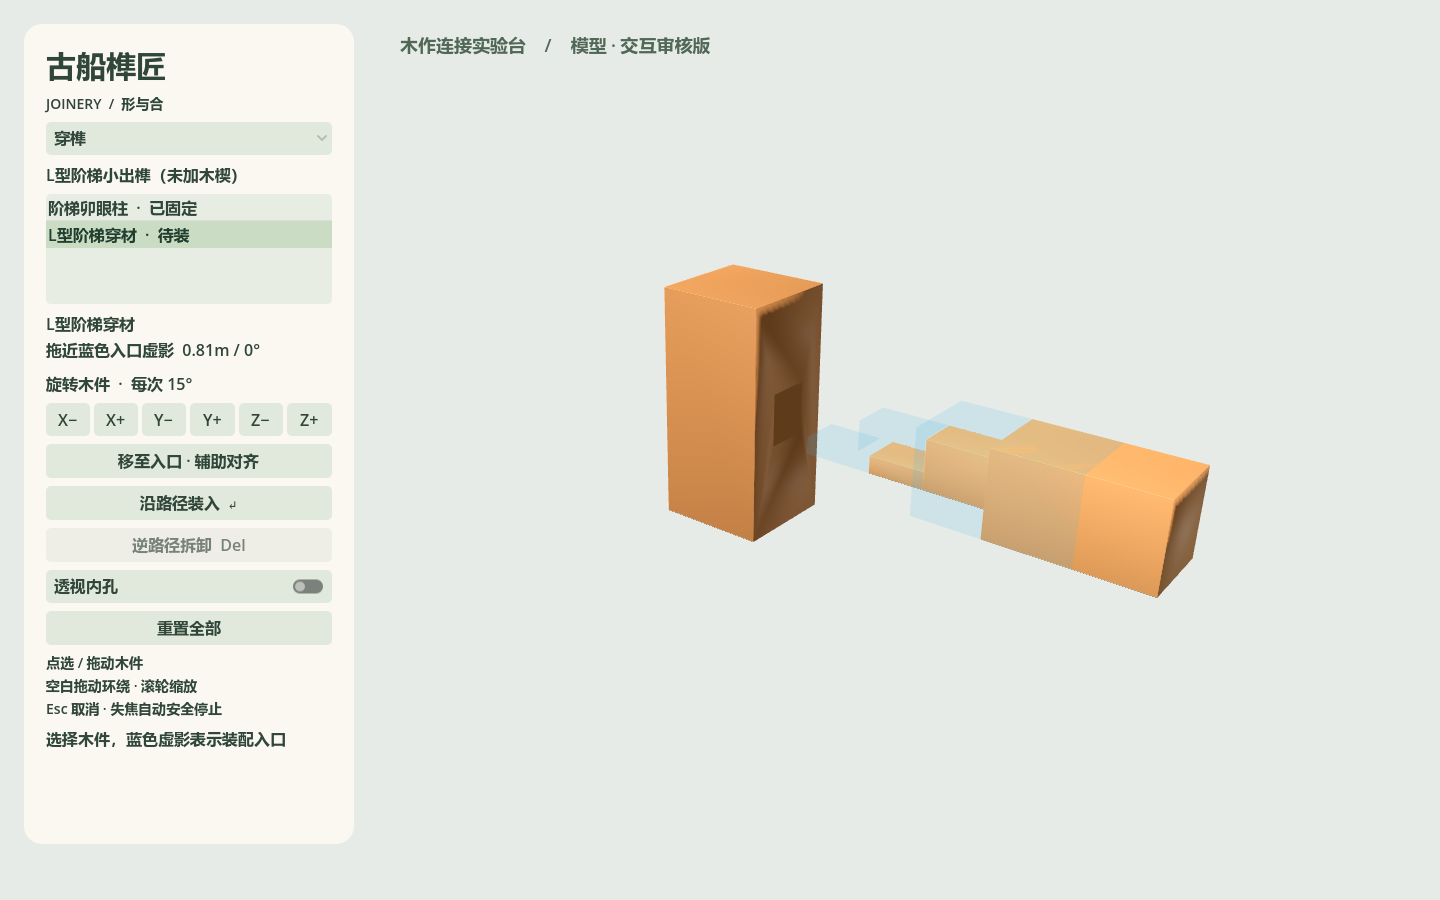 古船榫匠
JOINERY / 形与合
穿榫
L型阶梯小出榫（未加木楔）
阶梯卯眼柱 · 已固定
L型阶梯穿材 · 待装
L型阶梯穿材
拖近蓝色入口虚影 0.81m / 0°
旋转木件 · 每次 15°
X− X+ Y− Y+ Z− Z+
移至入口 · 辅助对齐
沿路径装入 ↲
逆路径拆卸 Del
透视内孔
重置全部
点选 / 拖动木件
空白拖动环绕 · 滚轮缩放
Esc 取消 · 失焦自动安全停止
选择木件，蓝色虚影表示装配入口
木作连接实验台 / 模型 · 交互审核版